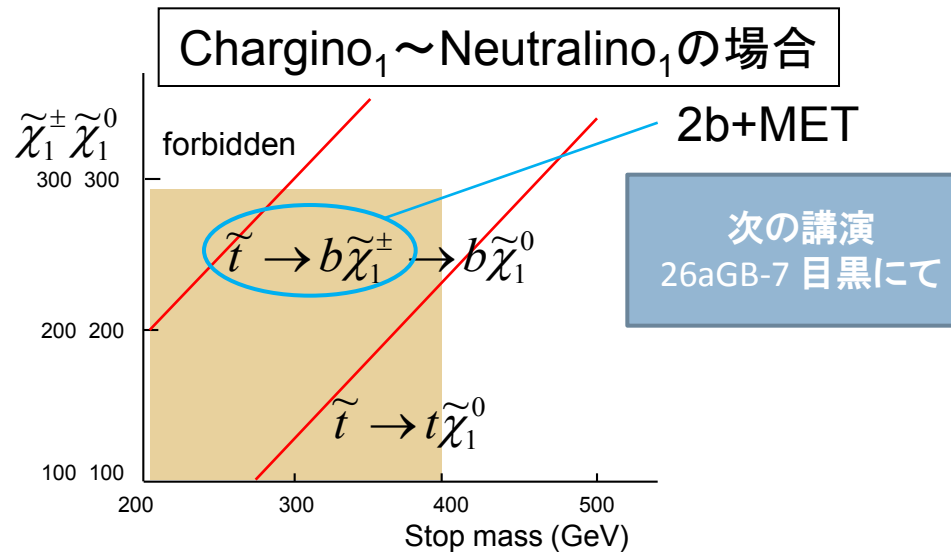 Chargino₁～Neutralino₁の場合
χ̃₁± χ̃₁⁰
forbidden
2b+MET
300 300
t̃ → bχ̃₁± → bχ̃₁⁰
次の講演
26aGB-7 目黒にて
200 200
t̃ → tχ̃₁⁰
100 100
200 300 400 500
Stop mass (GeV)